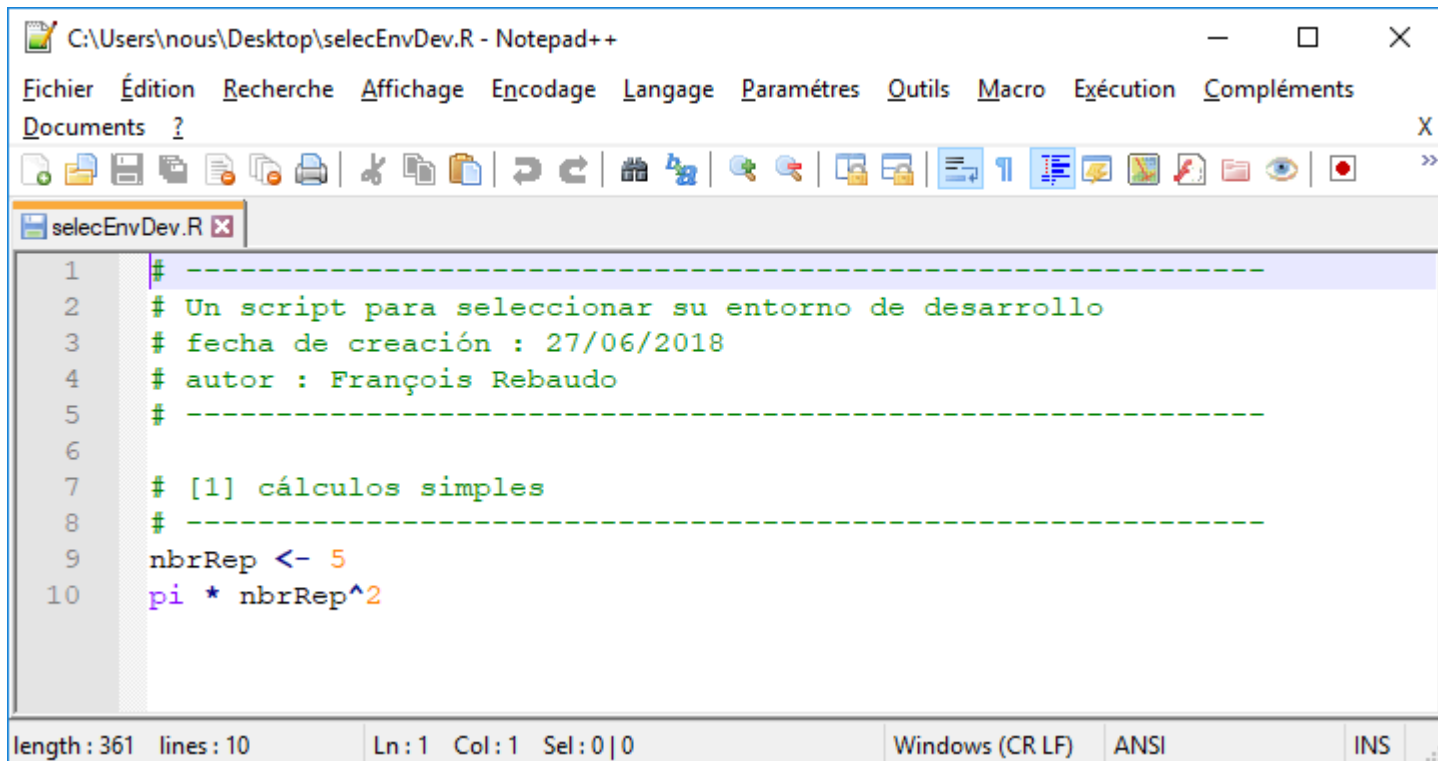 C:\Users\nous\Desktop\selecEnvDev.R - Notepad++
Fichier Édition Recherche Affichage Encodage Langage Paramétres Outils Macro Exécution Compléments
Documents ? X
selecEnvDev.R
1 # ------------------------------------------------------------
2 # Un script para seleccionar su entorno de desarrollo
3 # fecha de creación : 27/06/2018
4 # autor : François Rebaudo
5 # ------------------------------------------------------------
6
7 # [1] cálculos simples
8 # ------------------------------------------------------------
9 nbrRep <- 5
10 pi * nbrRep^2
length : 361 lines : 10 Ln : 1 Col : 1 Sel : 0 | 0 Windows (CR LF) ANSI INS